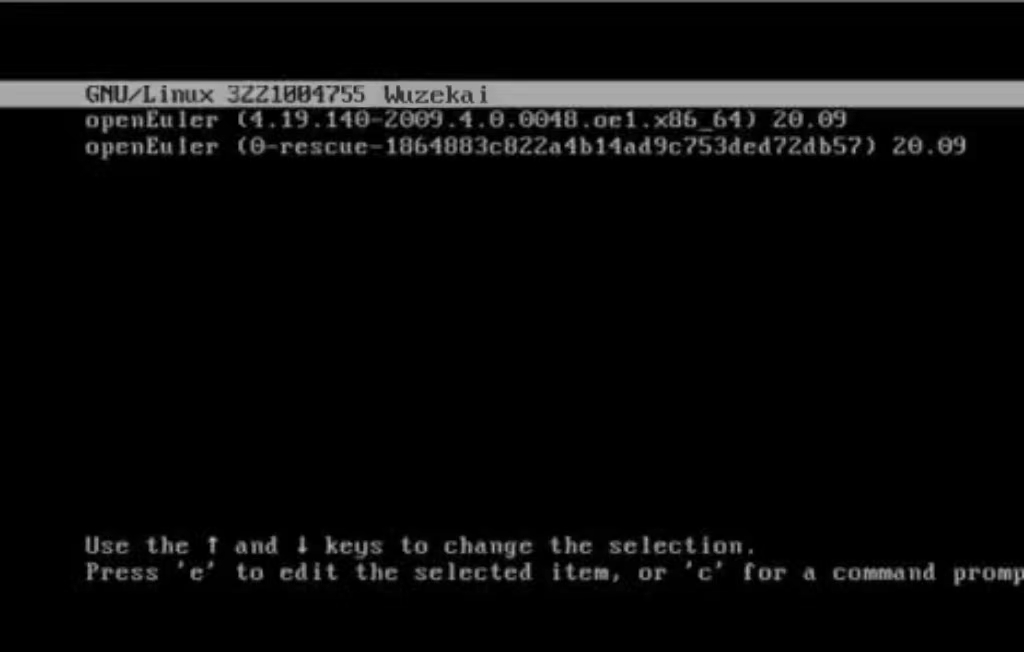 GNU/Linux 3221004755 Wuzekai
openEuler (4.19.140-2009.4.0.0048.oe1.x86_64) 20.09
openEuler (0-rescue-1864883c822a4b14ad9c753ded72db57) 20.09
Use the ↑ and ↓ keys to change the selection.
Press 'e' to edit the selected item, or 'c' for a command promp